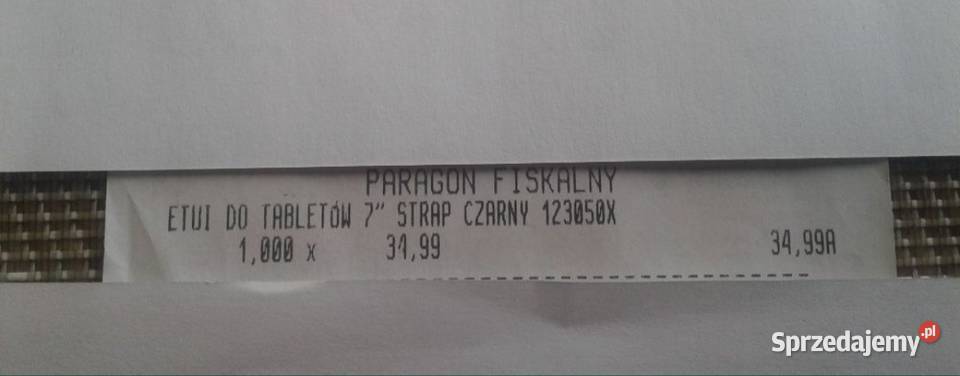 PARAGON FISKALNY
ETUI DO TABLETÓW 7" STRAP CZARNY 123050X
1,000 x 34,99 34,99A
Sprzedajemy.pl